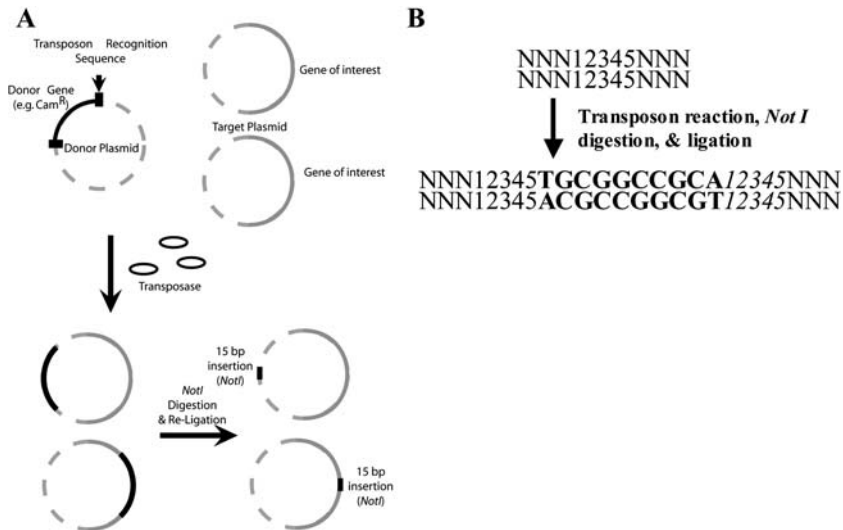 A
Transposon Recognition
Sequence
Donor Gene
(e.g. CamR)
Donor Plasmid
Gene of interest
Target Plasmid
Gene of interest
Transposase
15 bp
insertion
(NotI)
NotI
Digestion
& Re-Ligation
15 bp
insertion
(NotI)
B
NNN12345NNN
NNN12345NNN
Transposon reaction, Not I
digestion, & ligation
NNN12345TGCGGCCGCA12345NNN
NNN12345ACGCCGGCGT12345NNN